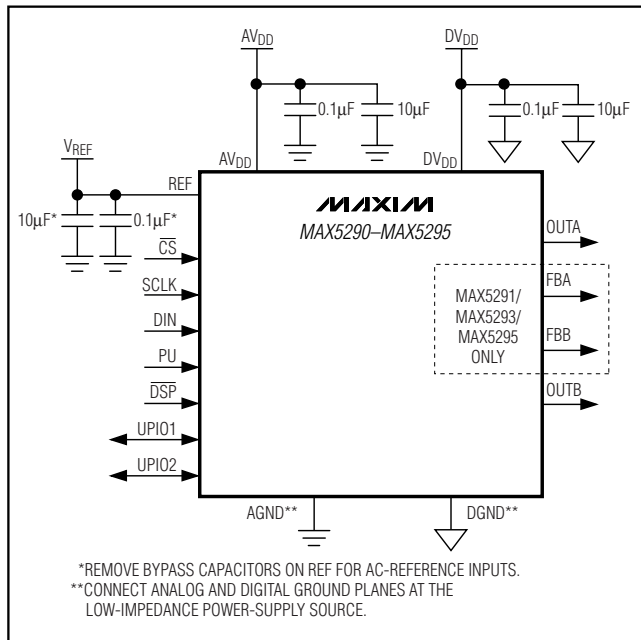 AVDD
DVDD
0.1µF
10µF
0.1µF
10µF
VREF
AVDD
DVDD
REF
MAXIM
MAX5290–MAX5295
10µF*
0.1µF*
CS
SCLK
DIN
PU
DSP
UPIO1
UPIO2
OUTA
FBA
MAX5291/
MAX5293/
MAX5295
ONLY
FBB
OUTB
AGND**
DGND**
*REMOVE BYPASS CAPACITORS ON REF FOR AC-REFERENCE INPUTS.
**CONNECT ANALOG AND DIGITAL GROUND PLANES AT THE
LOW-IMPEDANCE POWER-SUPPLY SOURCE.